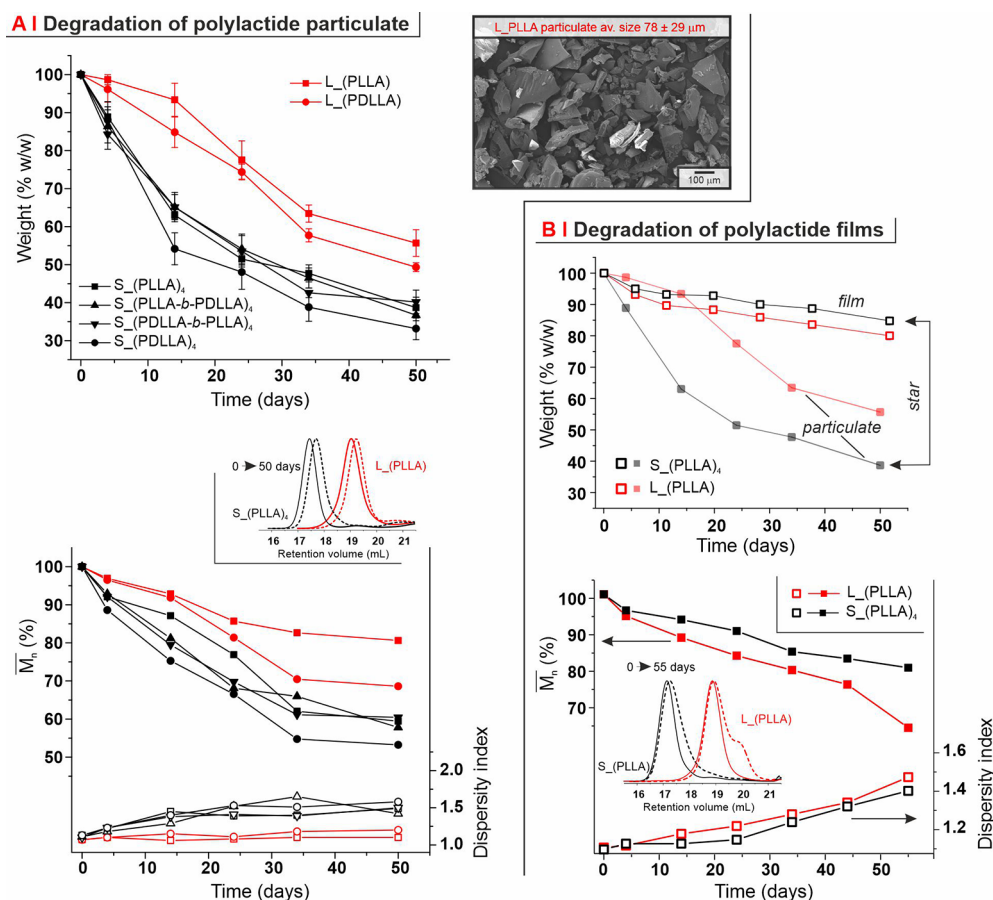 A I Degradation of polylactide particulate
L_PLLA particulate av. size 78 ± 29 µm
100 µm
100
90
80
70
60
50
40
30
Weight (% w/w)
L_(PLLA)
L_(PDLLA)
S_(PLLA)₄
S_(PLLA-b-PDLLA)₄
S_(PDLLA-b-PLLA)₄
S_(PDLLA)₄
0 10 20 30 40 50
Time (days)
0 ➤ 50 days
L_(PLLA)
S_(PLLA)₄
16 17 18 19 20 21
Retention volume (mL)
100
90
80
70
60
50
M̅n (%)
2.0
1.5
1.0
Dispersity index
0 10 20 30 40 50
Time (days)
B I Degradation of polylactide films
100
90
80
70
60
50
40
30
Weight (% w/w)
film
star
particulate
S_(PLLA)₄
L_(PLLA)
0 10 20 30 40 50
Time (days)
L_(PLLA)
S_(PLLA)₄
100
90
80
70
M̅n (%)
0 ➤ 55 days
L_(PLLA)
S_(PLLA)₄
16 17 18 19 20 21
Retention volume (mL)
1.6
1.4
1.2
Dispersity index
0 10 20 30 40 50
Time (days)